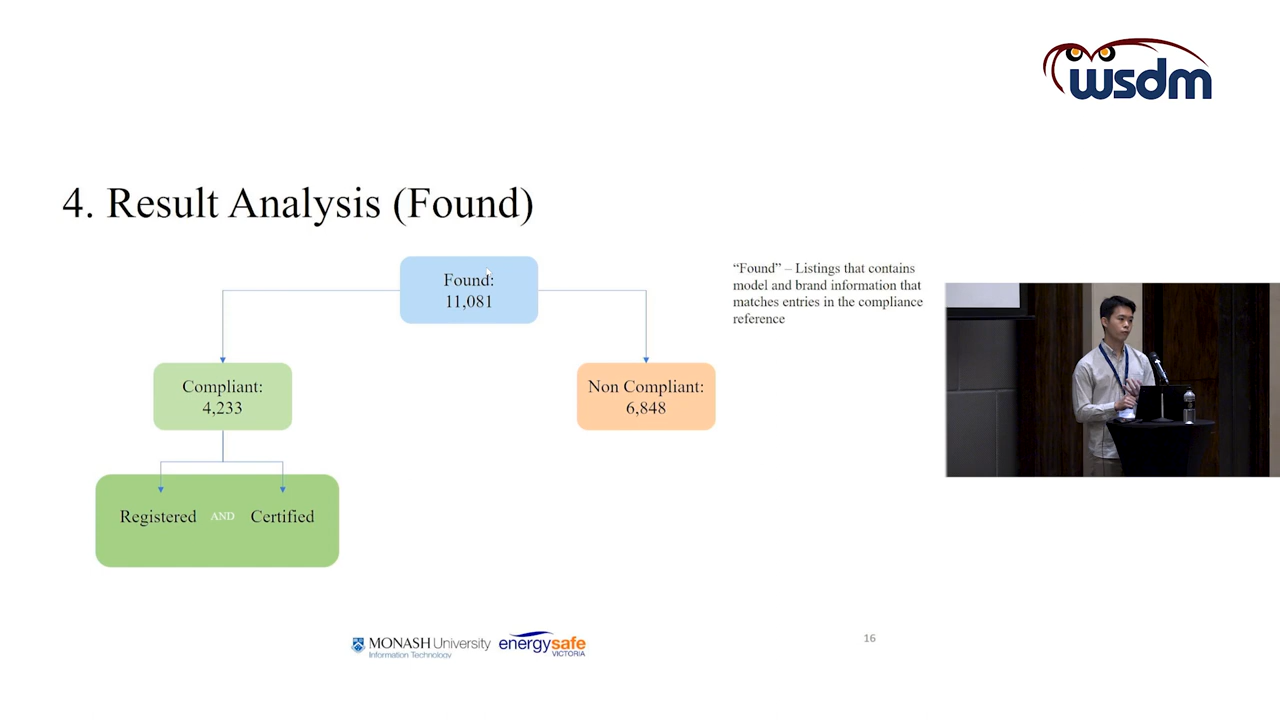 wsdm
4. Result Analysis (Found)
Found:
11,081
"Found" – Listings that contains
model and brand information that
matches entries in the compliance
reference
Compliant:
4,233
Non Compliant:
6,848
Registered AND Certified
MONASH University
Information Technology
energysafe
VICTORIA
16